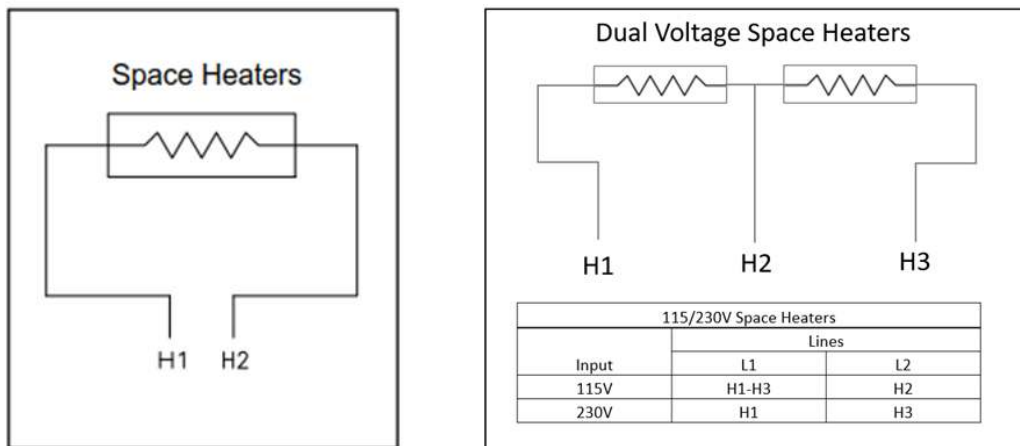 Space Heaters
H1 H2
Dual Voltage Space Heaters
H1 H2 H3
115/230V Space Heaters
Lines
Input L1 L2
115V H1-H3 H2
230V H1 H3